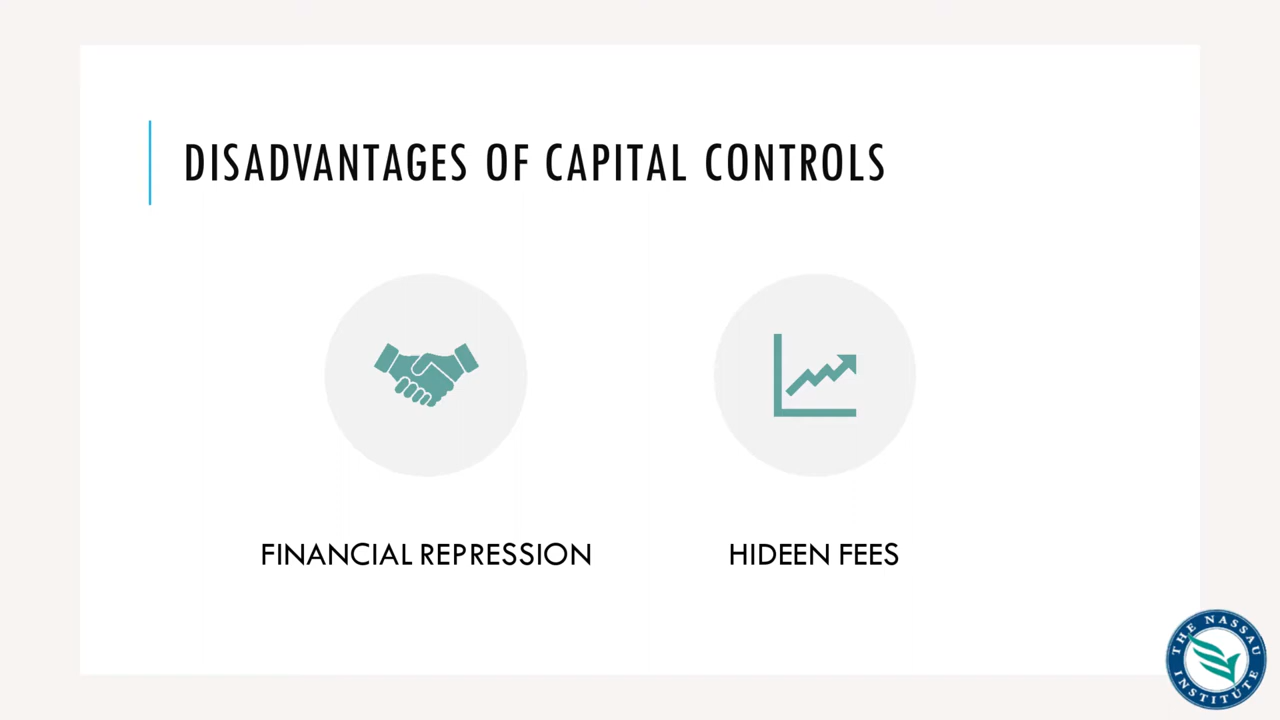 DISADVANTAGES OF CAPITAL CONTROLS
FINANCIAL REPRESSION
HIDEEN FEES
THE NASSAU INSTITUTE